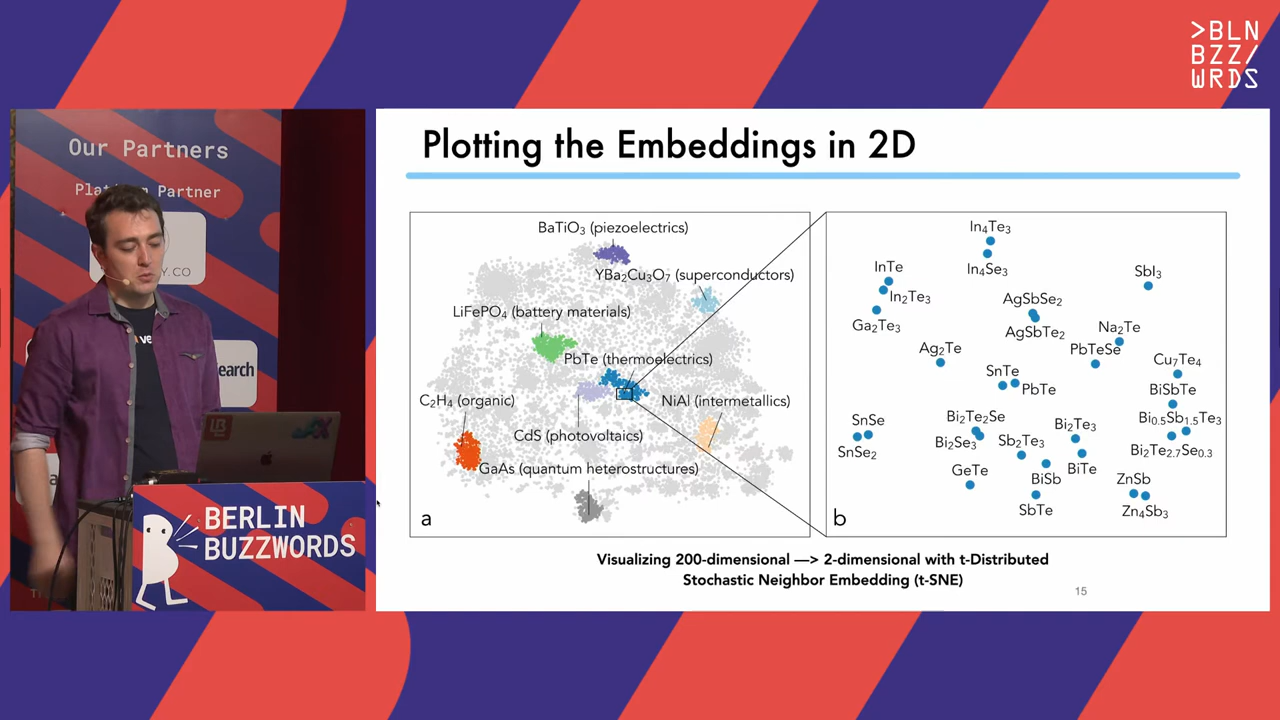 >BLN
BZZ/
WRDS
Our Partners
Platform Partner
Y.CO
earch
BERLIN
BUZZWORDS
Plotting the Embeddings in 2D
BaTiO₃ (piezoelectrics)
YBa₂Cu₃O₇ (superconductors)
LiFePO₄ (battery materials)
PbTe (thermoelectrics)
C₂H₄ (organic)
NiAl (intermetallics)
CdS (photovoltaics)
GaAs (quantum heterostructures)
a
In₄Te₃
In₄Se₃
InTe
In₂Te₃
Ga₂Te₃
SbI₃
AgSbSe₂
AgSbTe₂
Na₂Te
PbTeSe
Ag₂Te
Cu₇Te₄
SnTe
PbTe
BiSbTe
SnSe
SnSe₂
Bi₂Te₂Se
Bi₂Se₃
Bi₂Te₃
Bi₀.₅Sb₁.₅Te₃
Sb₂Te₃
Bi₂Te₂.₇Se₀.₃
BiTe
GeTe
BiSb
ZnSb
SbTe
Zn₄Sb₃
b
Visualizing 200-dimensional —> 2-dimensional with t-Distributed
Stochastic Neighbor Embedding (t-SNE)
15